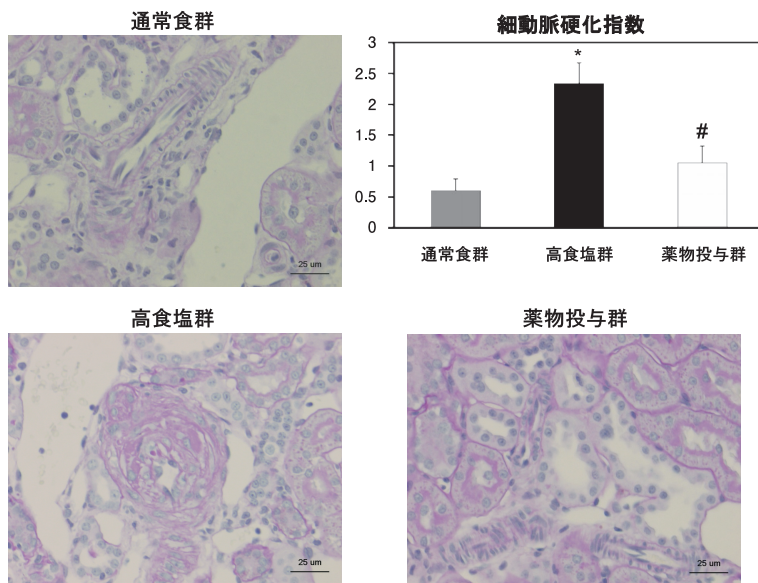 通常食群
25 um
細動脈硬化指数
3
2.5
2
1.5
1
0.5
0
*
#
通常食群 高食塩群 薬物投与群
高食塩群
25 um
薬物投与群
25 um